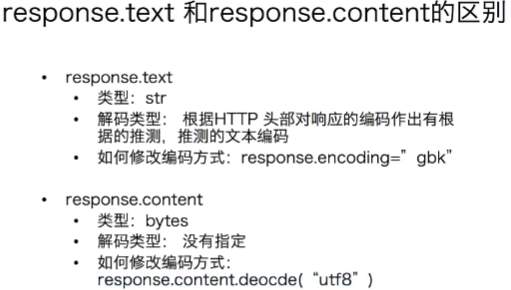 response.text 和response.content的区别
• response.text
• 类型：str
• 解码类型： 根据HTTP 头部对响应的编码作出有根
据的推测，推测的文本编码
• 如何修改编码方式：response.encoding=”gbk”
• response.content
• 类型：bytes
• 解码类型： 没有指定
• 如何修改编码方式：
response.content.deocde(“utf8”)